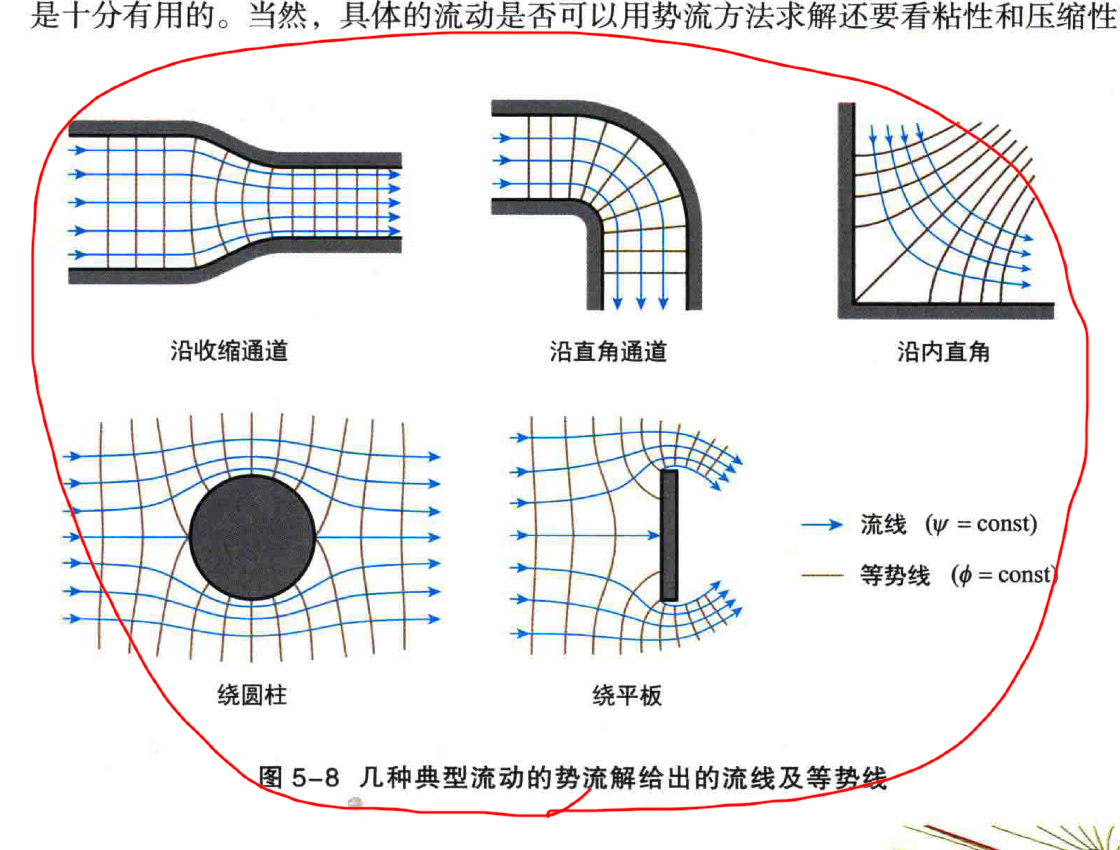 是十分有用的。当然，具体的流动是否可以用势流方法求解还要看粘性和压缩性
沿收缩通道
沿直角通道
沿内直角
流线 (ψ = const)
等势线 (ϕ = const)
绕圆柱
绕平板
图 5-8 几种典型流动的势流解给出的流线及等势线